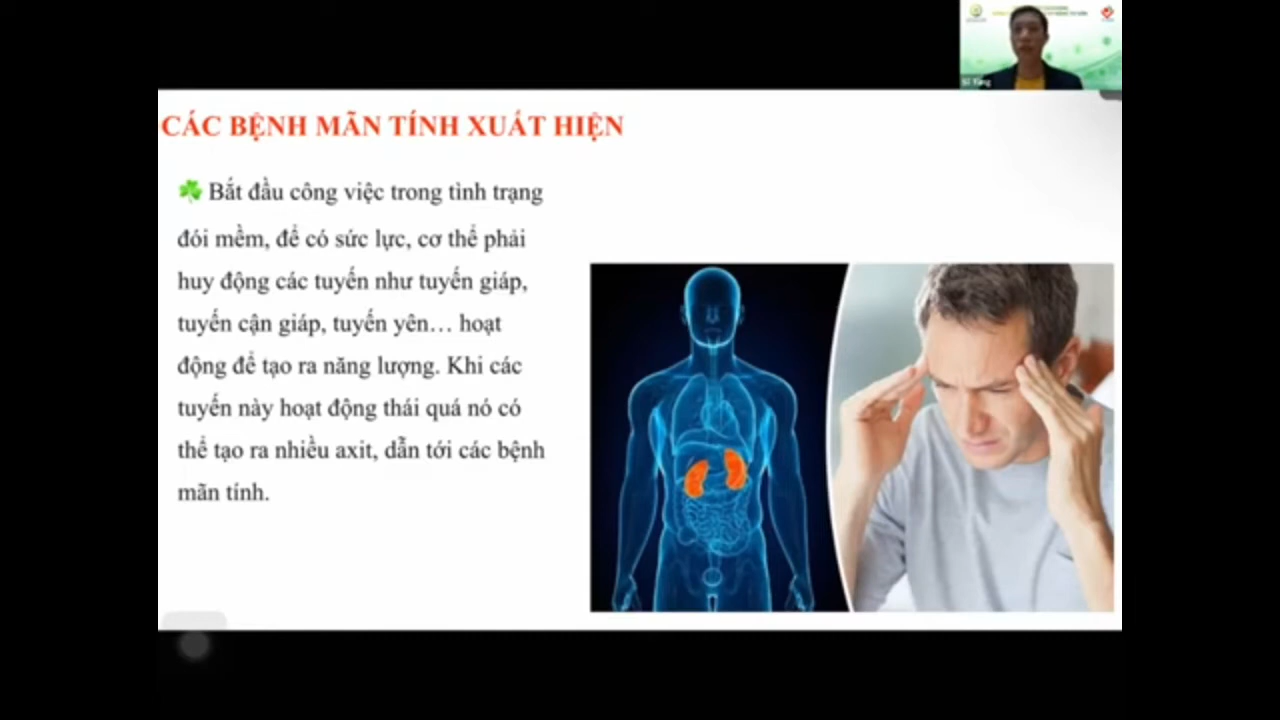 CÁC BỆNH MÃN TÍNH XUẤT HIỆN
Bắt đầu công việc trong tình trạng
đói mềm, để có sức lực, cơ thể phải
huy động các tuyến như tuyến giáp,
tuyến cận giáp, tuyến yên… hoạt
động để tạo ra năng lượng. Khi các
tuyến này hoạt động thái quá nó có
thể tạo ra nhiều axit, dẫn tới các bệnh
mãn tính.